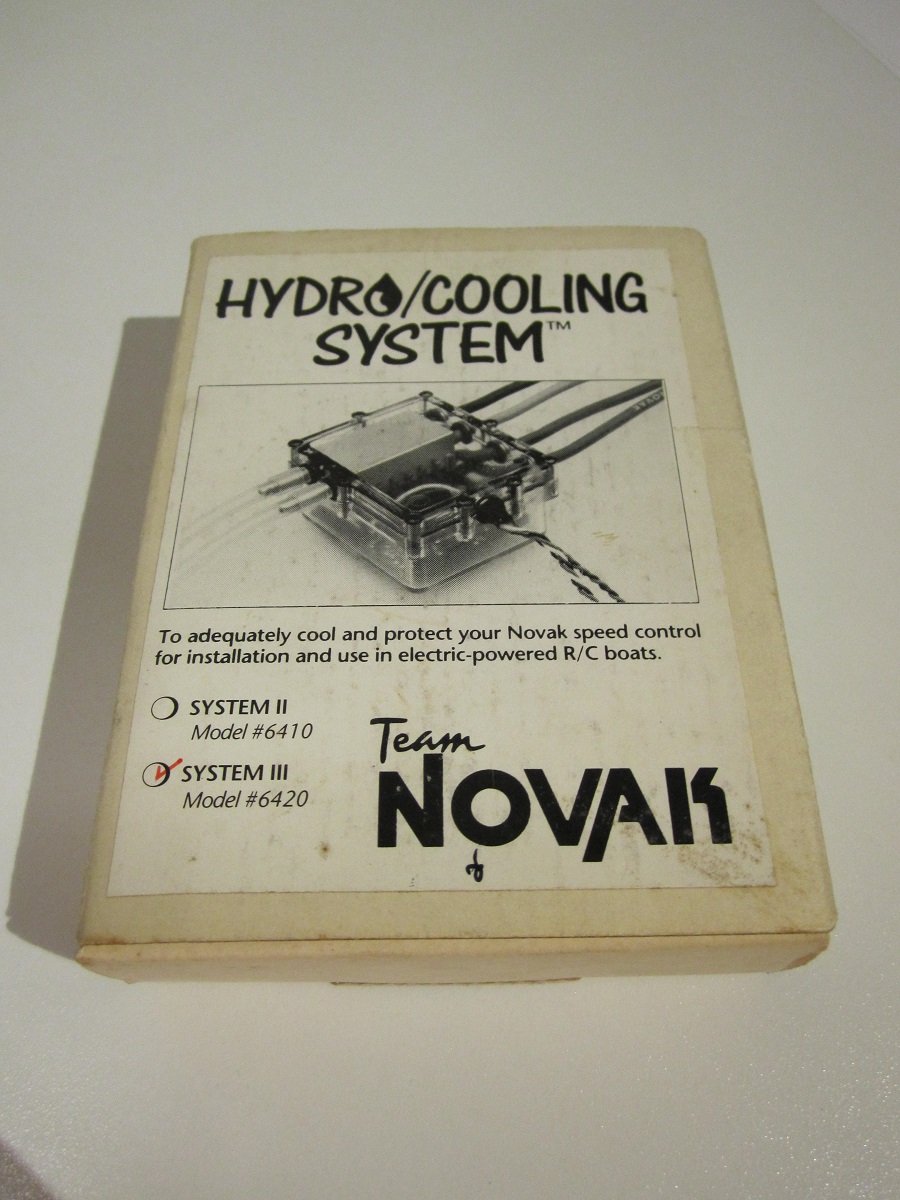 HYDRO/COOLING
SYSTEM™
To adequately cool and protect your Novak speed control
for installation and use in electric-powered R/C boats.
SYSTEM II
Model #6410
SYSTEM III
Model #6420
Team
NOVAK